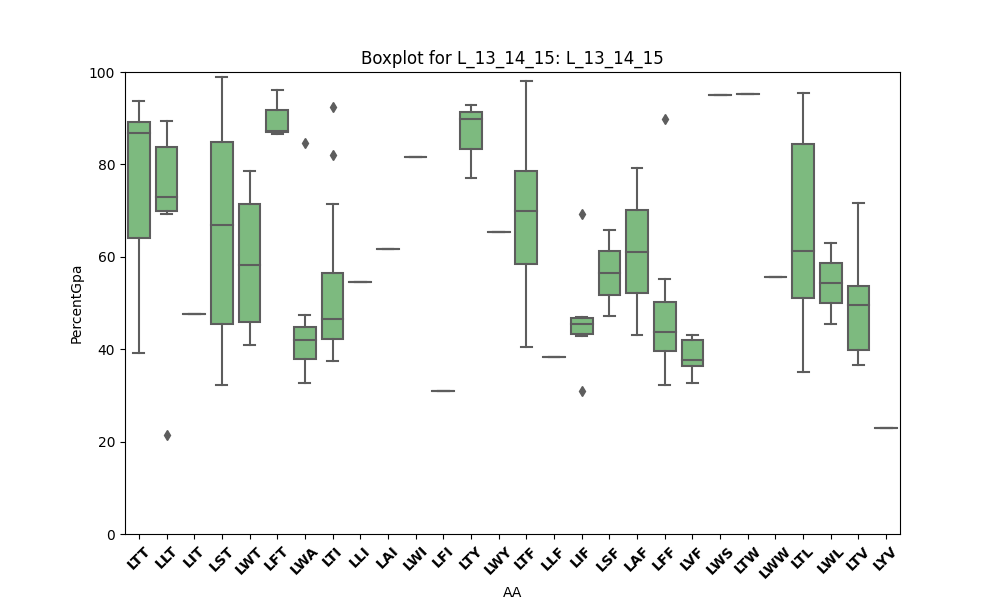 Boxplot for L_13_14_15: L_13_14_15
PercentGpa
100
80
60
40
20
0
LTT LLT LIT LST LWT LFT LWA LTI LLI LAI LWI LFI LTY LWY LTF LLF LIF LSF LAF LFF LVF LWS LTW LWW LTL LWL LTV LYV
AA